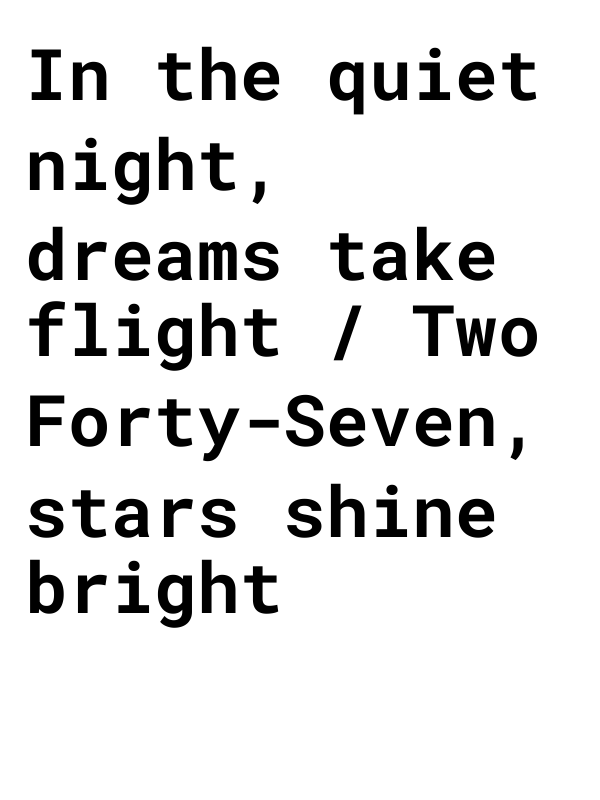 In the quiet
night,
dreams take
flight / Two
Forty-Seven,
stars shine
bright